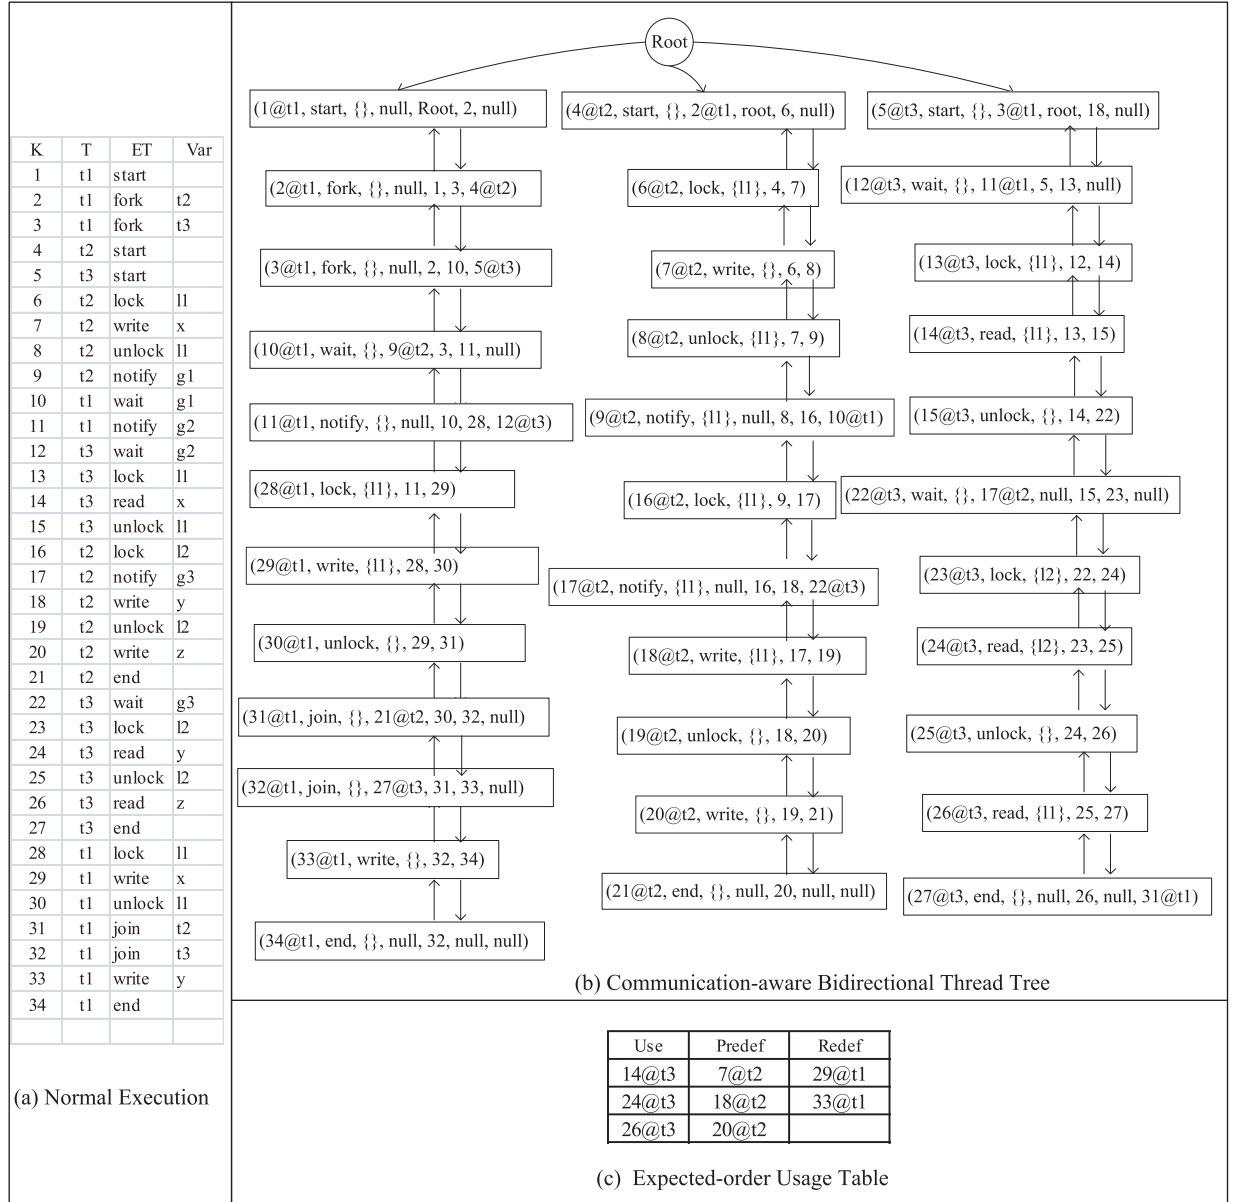 K T ET Var
1 t1 start
2 t1 fork t2
3 t1 fork t3
4 t2 start
5 t3 start
6 t2 lock l1
7 t2 write x
8 t2 unlock l1
9 t2 notify g1
10 t1 wait g1
11 t1 notify g2
12 t3 wait g2
13 t3 lock l1
14 t3 read x
15 t3 unlock l1
16 t2 lock l2
17 t2 notify g3
18 t2 write y
19 t2 unlock l2
20 t2 write z
21 t2 end
22 t3 wait g3
23 t3 lock l2
24 t3 read y
25 t3 unlock l2
26 t3 read z
27 t3 end
28 t1 lock l1
29 t1 write x
30 t1 unlock l1
31 t1 join t2
32 t1 join t3
33 t1 write y
34 t1 end
(a) Normal Execution
Root
(1@t1, start, {}, null, Root, 2, null)
(2@t1, fork, {}, null, 1, 3, 4@t2)
(3@t1, fork, {}, null, 2, 10, 5@t3)
(10@t1, wait, {}, 9@t2, 3, 11, null)
(11@t1, notify, {}, null, 10, 28, 12@t3)
(28@t1, lock, {l1}, 11, 29)
(29@t1, write, {l1}, 28, 30)
(30@t1, unlock, {}, 29, 31)
(31@t1, join, {}, 21@t2, 30, 32, null)
(32@t1, join, {}, 27@t3, 31, 33, null)
(33@t1, write, {}, 32, 34)
(34@t1, end, {}, null, 32, null, null)
(4@t2, start, {}, 2@t1, root, 6, null)
(6@t2, lock, {l1}, 4, 7)
(7@t2, write, {}, 6, 8)
(8@t2, unlock, {l1}, 7, 9)
(9@t2, notify, {l1}, null, 8, 16, 10@t1)
(16@t2, lock, {l1}, 9, 17)
(17@t2, notify, {l1}, null, 16, 18, 22@t3)
(18@t2, write, {l1}, 17, 19)
(19@t2, unlock, {}, 18, 20)
(20@t2, write, {}, 19, 21)
(21@t2, end, {}, null, 20, null, null)
(5@t3, start, {}, 3@t1, root, 18, null)
(12@t3, wait, {}, 11@t1, 5, 13, null)
(13@t3, lock, {l1}, 12, 14)
(14@t3, read, {l1}, 13, 15)
(15@t3, unlock, {}, 14, 22)
(22@t3, wait, {}, 17@t2, null, 15, 23, null)
(23@t3, lock, {l2}, 22, 24)
(24@t3, read, {l2}, 23, 25)
(25@t3, unlock, {}, 24, 26)
(26@t3, read, {l1}, 25, 27)
(27@t3, end, {}, null, 26, null, 31@t1)
(b) Communication-aware Bidirectional Thread Tree
Use Predef Redef
14@t3 7@t2 29@t1
24@t3 18@t2 33@t1
26@t3 20@t2
(c) Expected-order Usage Table